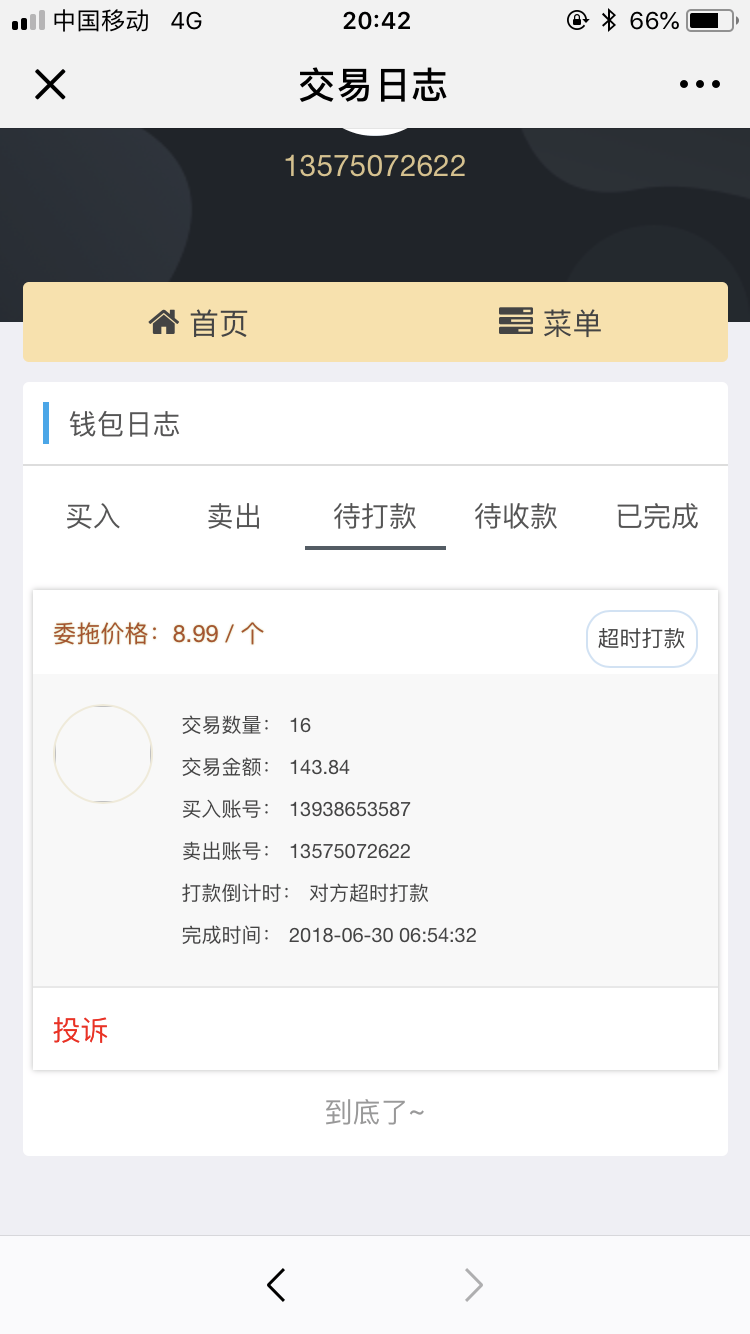 中国移动 4G 20:42 66%
交易日志
13575072622
首页 菜单
钱包日志
买入 卖出 待打款 待收款 已完成
委拖价格：8.99 / 个 超时打款
交易数量： 16
交易金额： 143.84
买入账号： 13938653587
卖出账号： 13575072622
打款倒计时： 对方超时打款
完成时间： 2018-06-30 06:54:32
投诉
到底了~